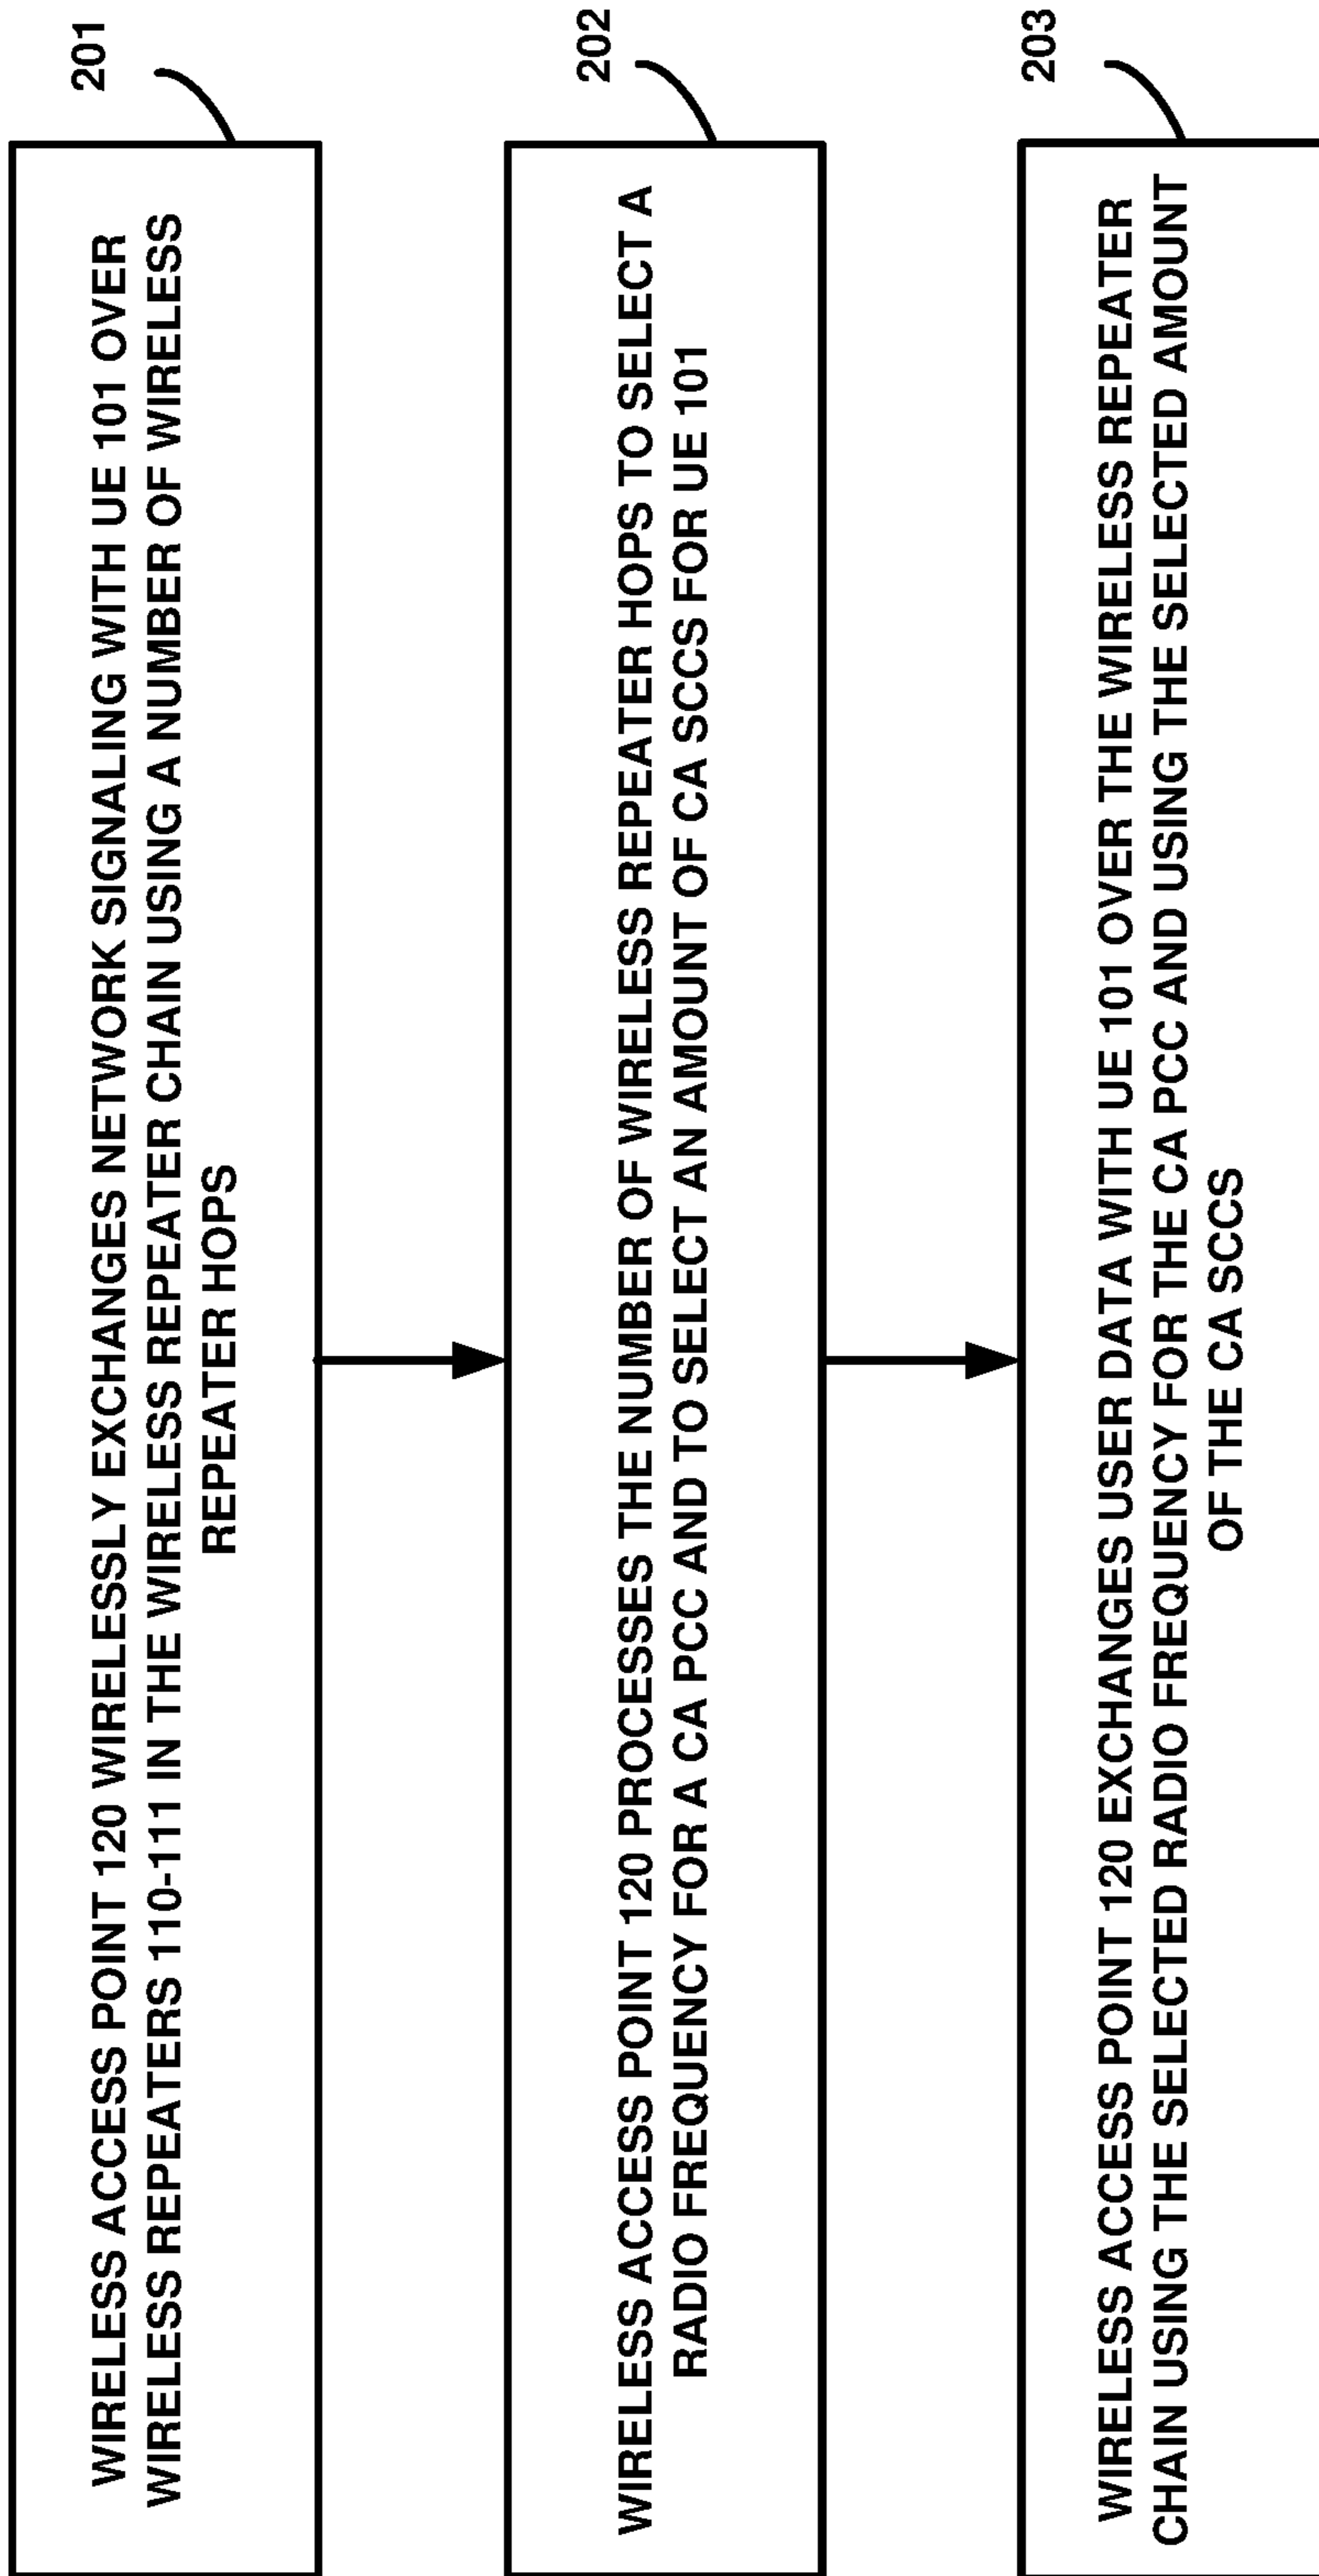 201
WIRELESS ACCESS POINT 120 WIRELESSLY EXCHANGES NETWORK SIGNALING WITH UE 101 OVER
WIRELESS REPEATERS 110-111 IN THE WIRELESS REPEATER CHAIN USING A NUMBER OF WIRELESS
REPEATER HOPS
202
WIRELESS ACCESS POINT 120 PROCESSES THE NUMBER OF WIRELESS REPEATER HOPS TO SELECT A
RADIO FREQUENCY FOR A CA PCC AND TO SELECT AN AMOUNT OF CA SCCS FOR UE 101
203
WIRELESS ACCESS POINT 120 EXCHANGES USER DATA WITH UE 101 OVER THE WIRELESS REPEATER
CHAIN USING THE SELECTED RADIO FREQUENCY FOR THE CA PCC AND USING THE SELECTED AMOUNT
OF THE CA SCCS